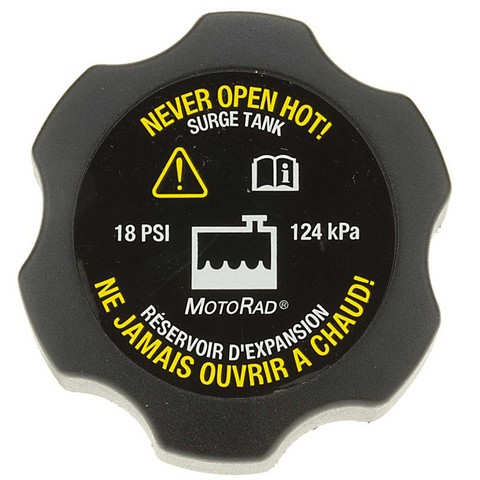 NEVER OPEN HOT!
SURGE TANK
i
18 PSI
124 kPa
MOTORAD®
RÉSERVOIR D'EXPANSION
NE JAMAIS OUVRIR A CHAUD!